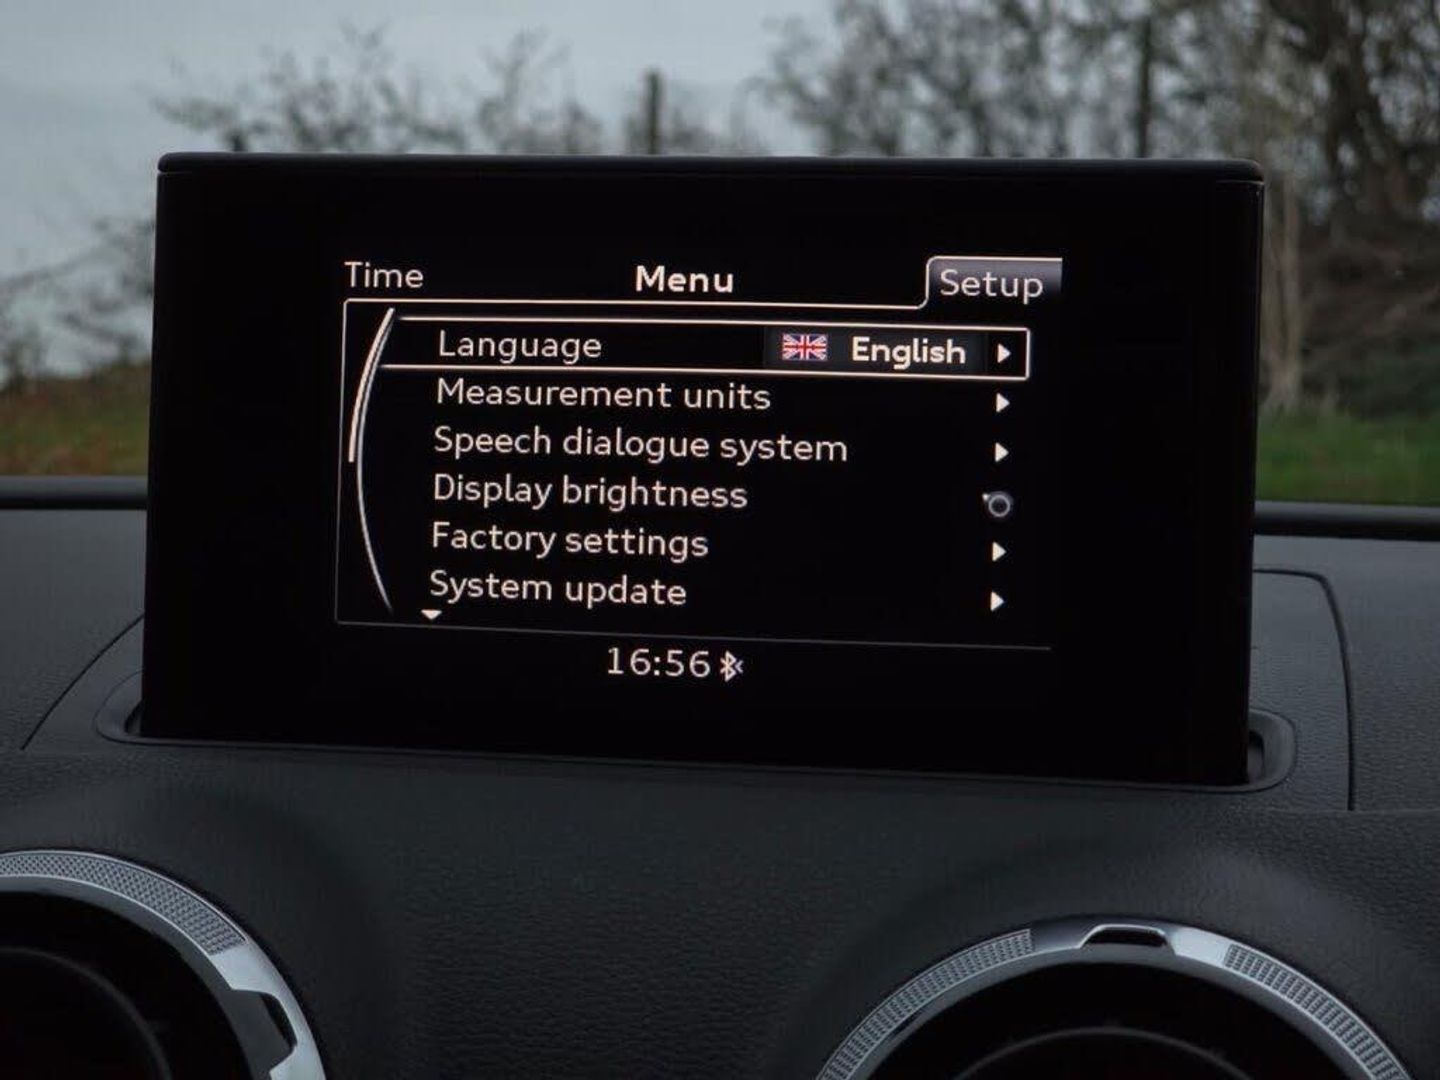 Time Menu Setup
Language English
Measurement units
Speech dialogue system
Display brightness
Factory settings
System update
16:56